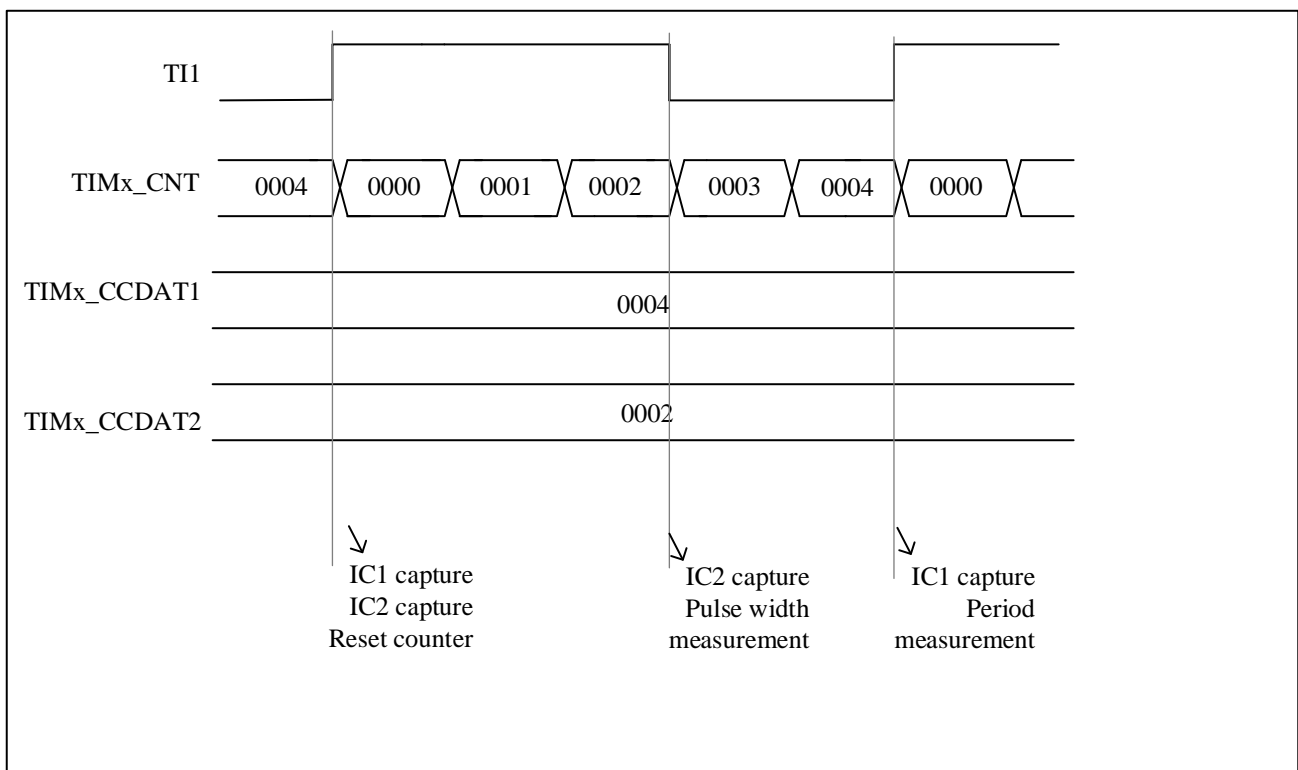 TI1
TIMx_CNT
0004
0000
0001
0002
0003
0004
0000
TIMx_CCDAT1
0004
TIMx_CCDAT2
0002
IC1 capture
IC2 capture
Reset counter
IC2 capture
Pulse width
measurement
IC1 capture
Period
measurement